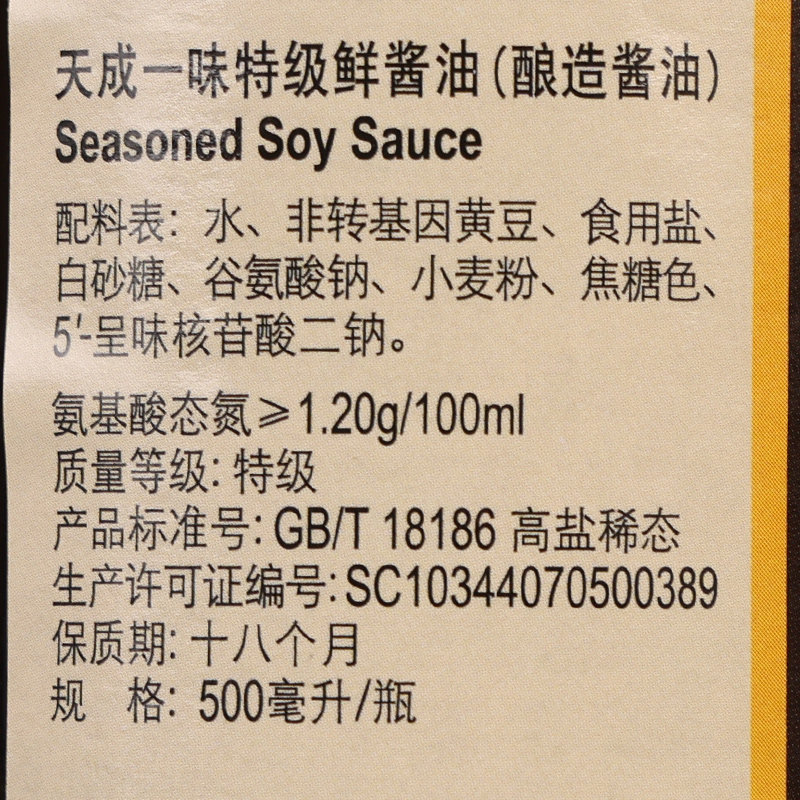 天成一味特级鲜酱油(酿造酱油)
Seasoned Soy Sauce
配料表：水、非转基因黄豆、食用盐、
白砂糖、谷氨酸钠、小麦粉、焦糖色、
5′-呈味核苷酸二钠。
氨基酸态氮≥1.20g/100ml
质量等级：特级
产品标准号：GB/T 18186 高盐稀态
生产许可证编号：SC10344070500389
保质期：十八个月
规 格：500毫升/瓶